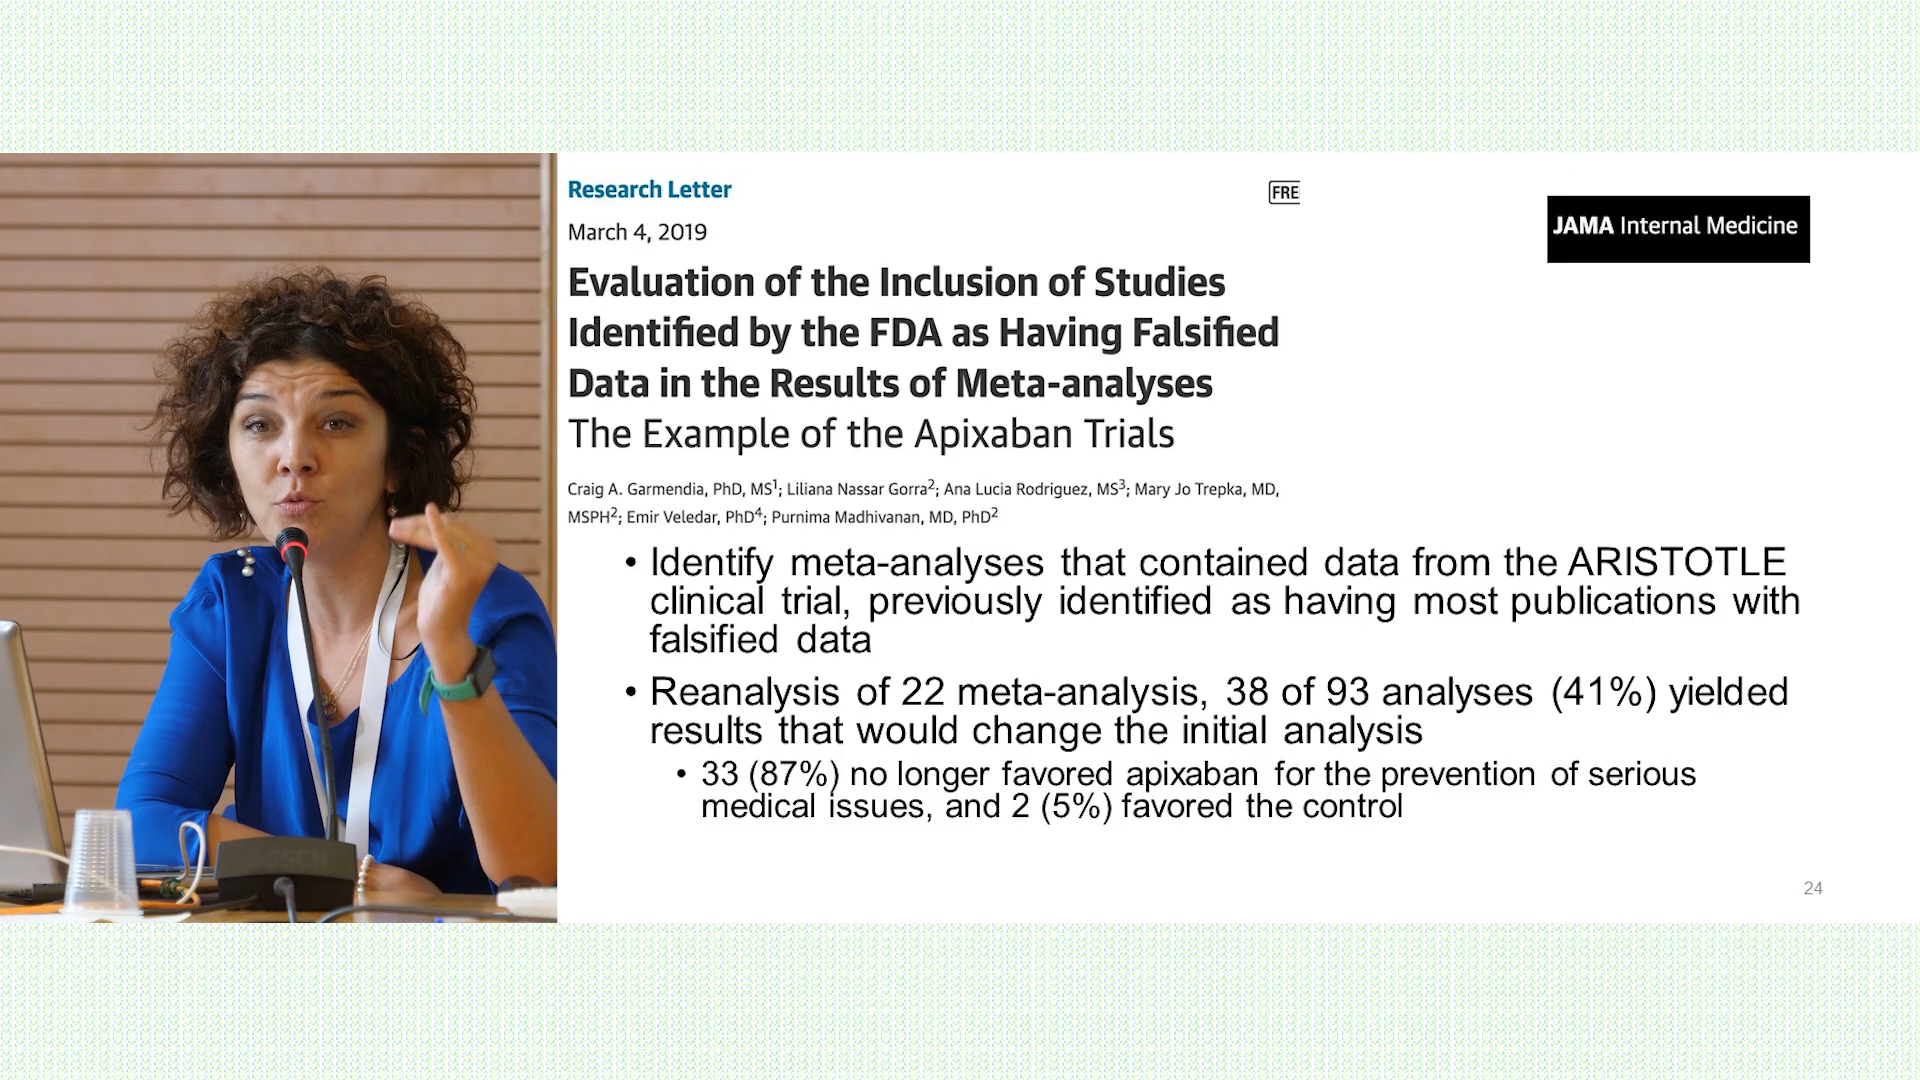 Research Letter
FRE
JAMA Internal Medicine
March 4, 2019
Evaluation of the Inclusion of Studies
Identified by the FDA as Having Falsified
Data in the Results of Meta-analyses
The Example of the Apixaban Trials
Craig A. Garmendia, PhD, MS1; Liliana Nassar Gorra2; Ana Lucia Rodriguez, MS3; Mary Jo Trepka, MD,
MSPH2; Emir Veledar, PhD4; Purnima Madhivanan, MD, PhD2
• Identify meta-analyses that contained data from the ARISTOTLE
clinical trial, previously identified as having most publications with
falsified data
• Reanalysis of 22 meta-analysis, 38 of 93 analyses (41%) yielded
results that would change the initial analysis
• 33 (87%) no longer favored apixaban for the prevention of serious
medical issues, and 2 (5%) favored the control
BOSCH
24